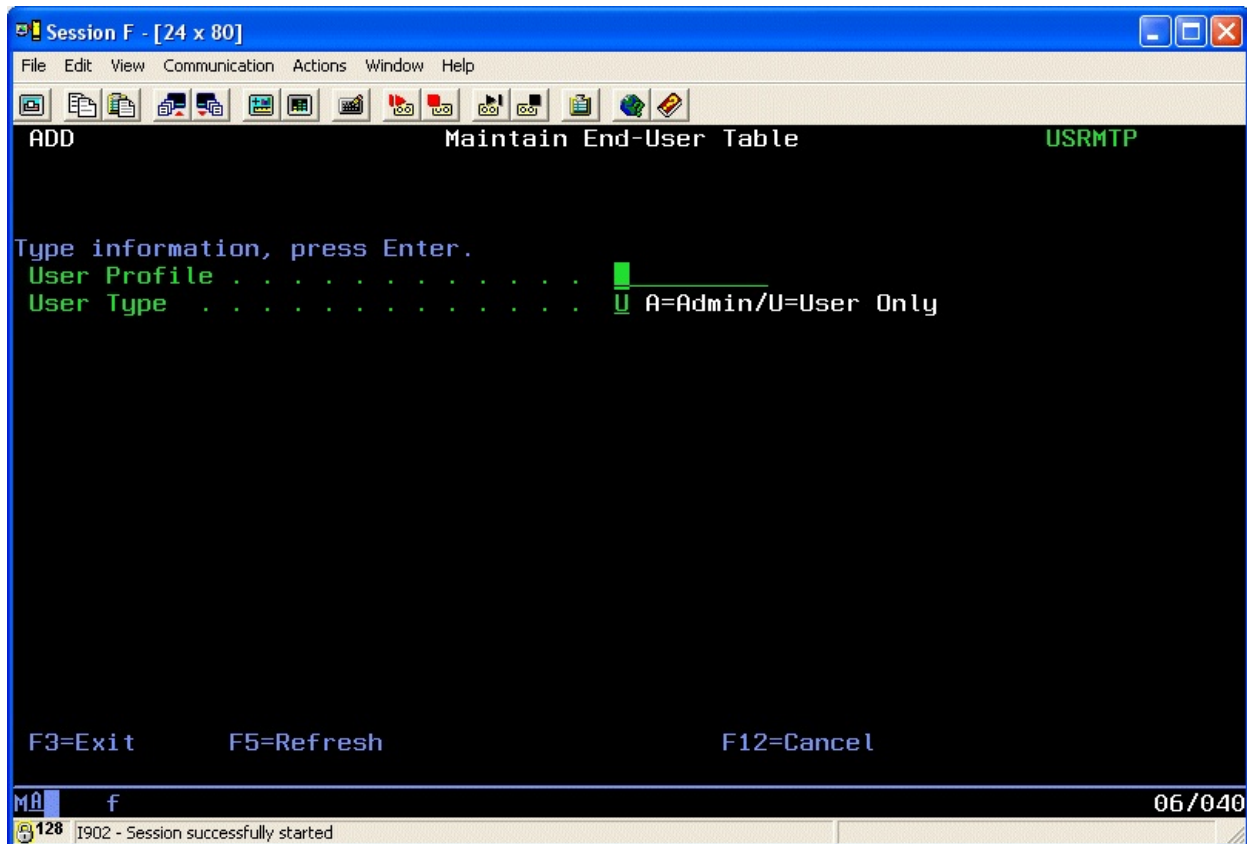 Session F - [24 x 80]
File Edit View Communication Actions Window Help
ADD Maintain End-User Table USRMTP
Type information, press Enter.
User Profile . . . . . . . . . . . .
User Type . . . . . . . . . . . . . U A=Admin/U=User Only
F3=Exit F5=Refresh F12=Cancel
MA f 06/040
128 I902 - Session successfully started